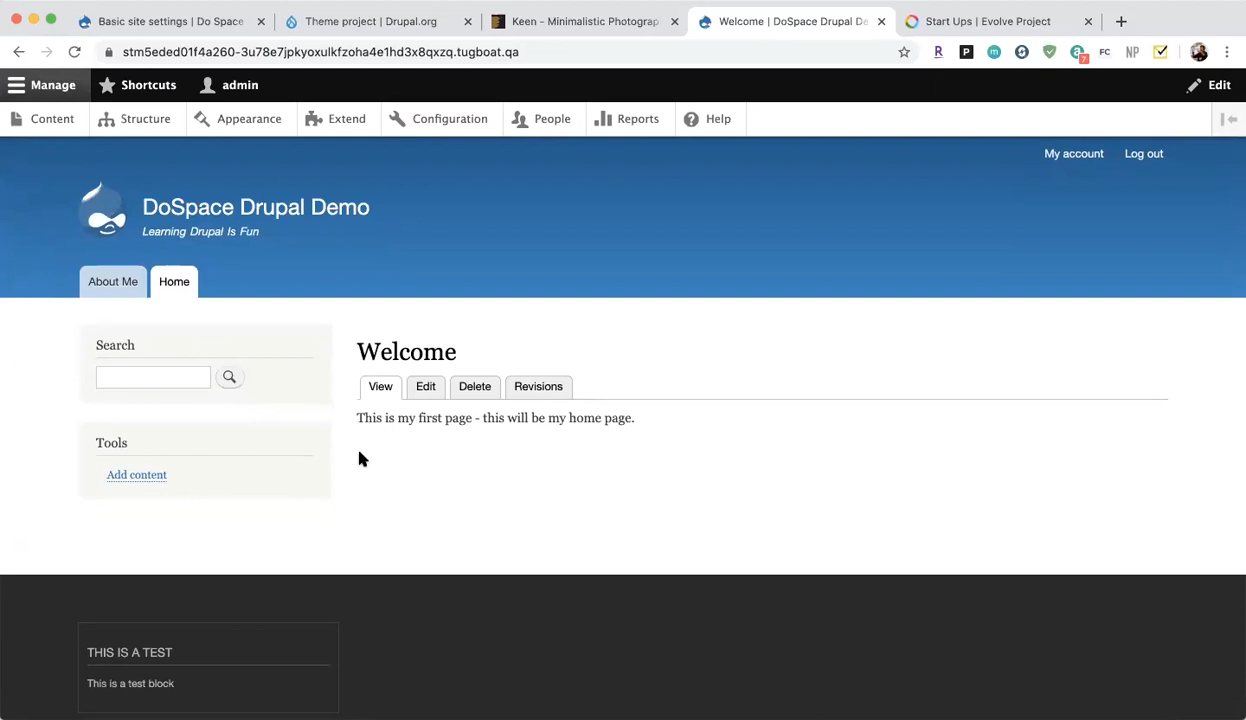 Basic site settings | Do Space
Theme project | Drupal.org
Keen - Minimalistic Photograp
Welcome | DoSpace Drupal De
Start Ups | Evolve Project
stm5eded01f4a260-3u78e7jpkyoxulkfzoha4e1hd3x8qxzq.tugboat.qa
R P m a 7 FC NP
Manage Shortcuts admin Edit
Content Structure Appearance Extend Configuration People Reports Help
My account Log out
DoSpace Drupal Demo
Learning Drupal Is Fun
About Me Home
Search
Welcome
View Edit Delete Revisions
This is my first page - this will be my home page.
Tools
Add content
THIS IS A TEST
This is a test block